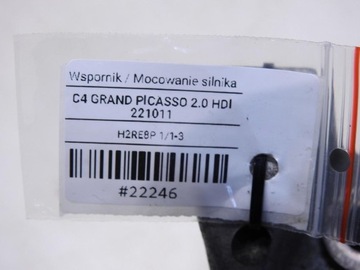 Wspornik / Mocowanie silnika
C4 GRAND PICASSO 2.0 HDI
221011
H2RE8P 1/1-3
#22246